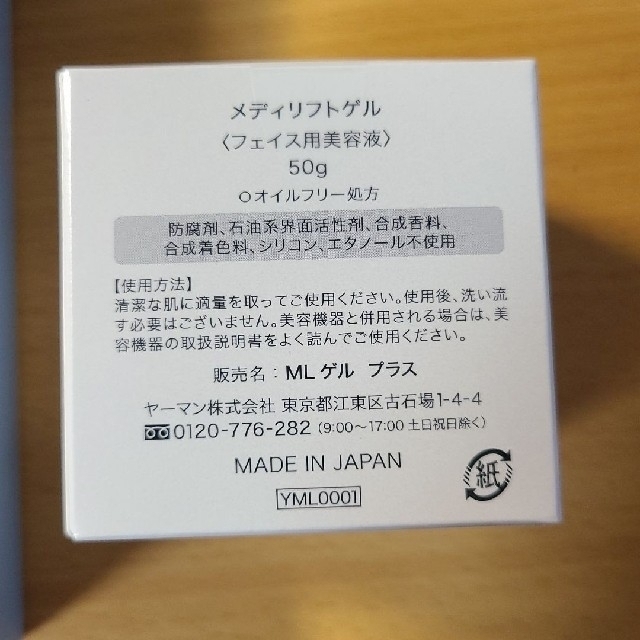 メディリフトゲル
〈フェイス用美容液〉
50g
○オイルフリー処方
防腐剤、石油系界面活性剤、合成香料、
合成着色料、シリコン、エタノール不使用
【使用方法】
清潔な肌に適量を取ってご使用ください。使用後、洗い流
す必要はございません。美容機器と併用される場合は、美
容機器の取扱説明書をよく読んでご使用ください。
販売名：MLゲル プラス
ヤーマン株式会社 東京都江東区古石場1-4-4
0120-776-282（9:00〜17:00 土日祝日除く）
MADE IN JAPAN
紙
YML0001